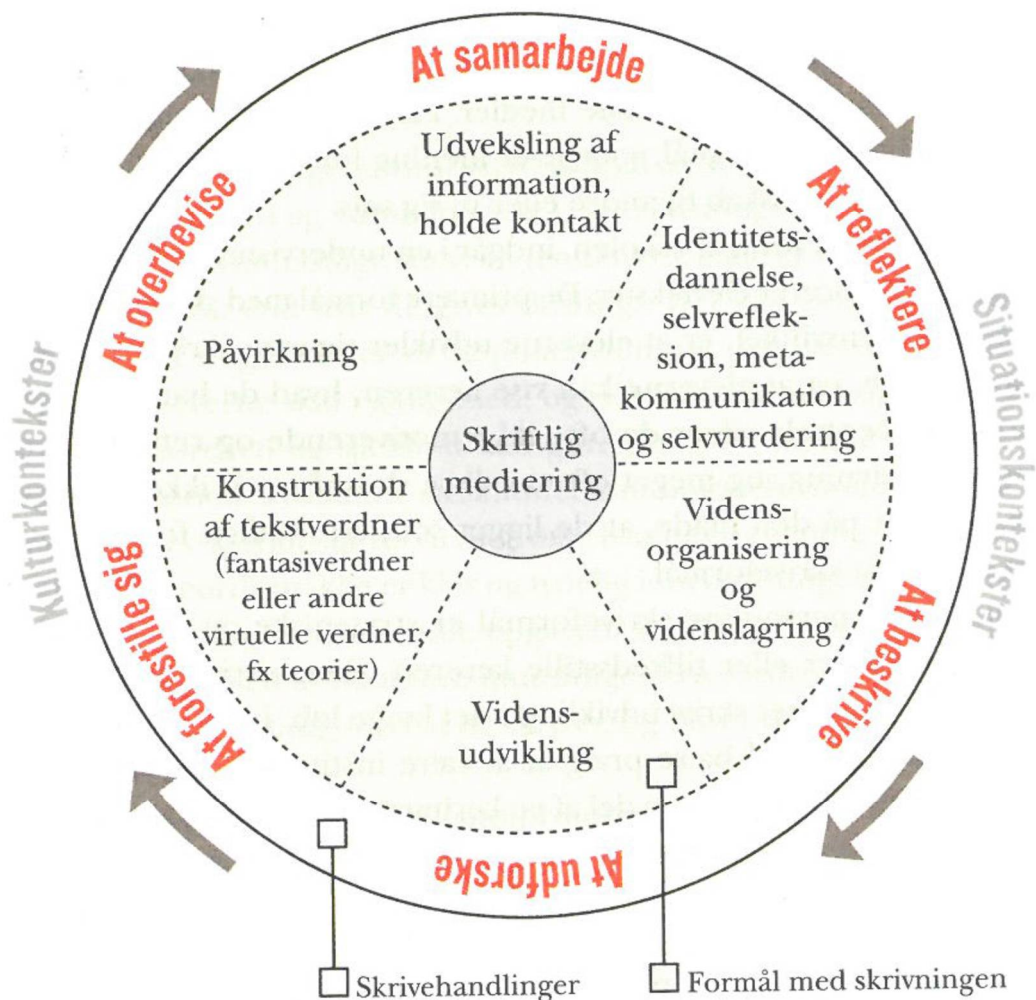 At samarbejde
Udveksling af
information,
holde kontakt
At reflektere
Identitets-
dannelse,
selvreflek-
sion, meta-
kommunikation
og selvvurdering
At beskrive
Videns-
organisering
og
videnslagring
At udforske
Videns-
udvikling
At forestille sig
Konstruktion
af tekstverdner
(fantasiverdner
eller andre
virtuelle verdner,
fx teorier)
At overbevise
Påvirkning
Skriftlig
mediering
Kulturkontekster
Situationskontekster
Skrivehandlinger
Formål med skrivningen